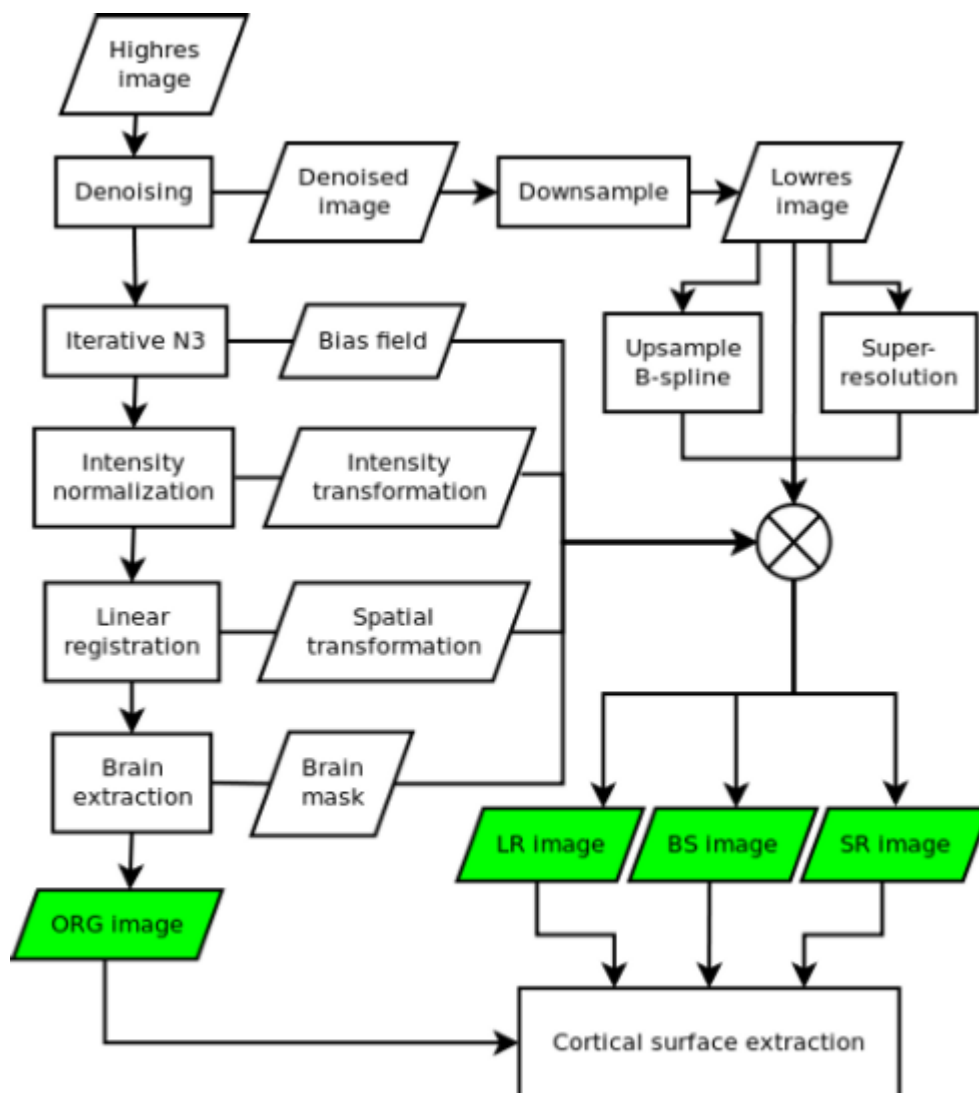 Highres
image
Denoising
Denoised
image
Downsample
Lowres
image
Iterative N3
Bias field
Upsample
B-spline
Super-
resolution
Intensity
normalization
Intensity
transformation
Linear
registration
Spatial
transformation
Brain
extraction
Brain
mask
LR image
BS image
SR image
ORG image
Cortical surface extraction